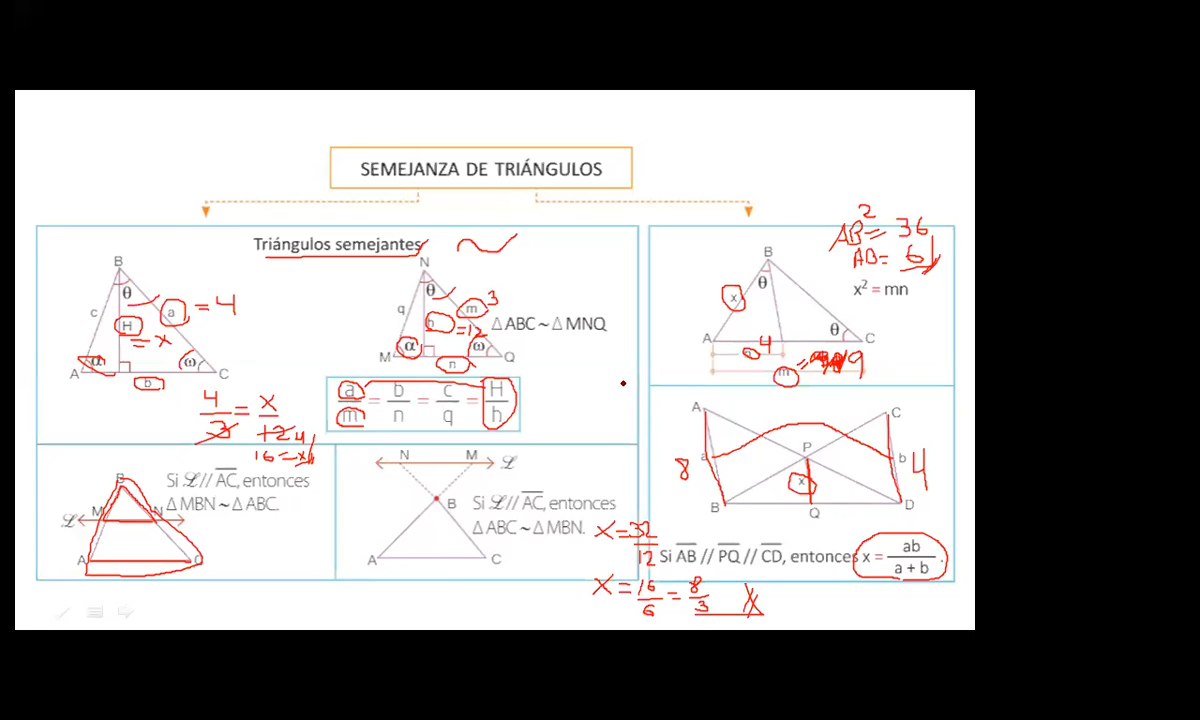 SEMEJANZA DE TRIÁNGULOS
Triángulos semejantes ~
B
θ
c
a = 4
H = x
α
ω
A
b
C
N
θ
q
m 3
h = 12
α
ω
M
n
Q
△ABC ~ △MNQ
a/m = b/n = c/q = H/h
4/3 = x/12 4
16 = x
B
M
N
ℒ
A
C
Si ℒ // AC, entonces
△MBN ~ △ABC.
N
M
ℒ
B
A
C
Si ℒ // AC, entonces
△ABC ~ △MBN.
AB² = 36
AB = 6
B
θ
x
x² = mn
θ
A
C
n 4
m = 9
A
C
8
a
P
b
4
x
B
Q
D
Si AB // PQ // CD, entonces x = ab/(a + b).
x = 32/12
x = 16/6 = 8/3